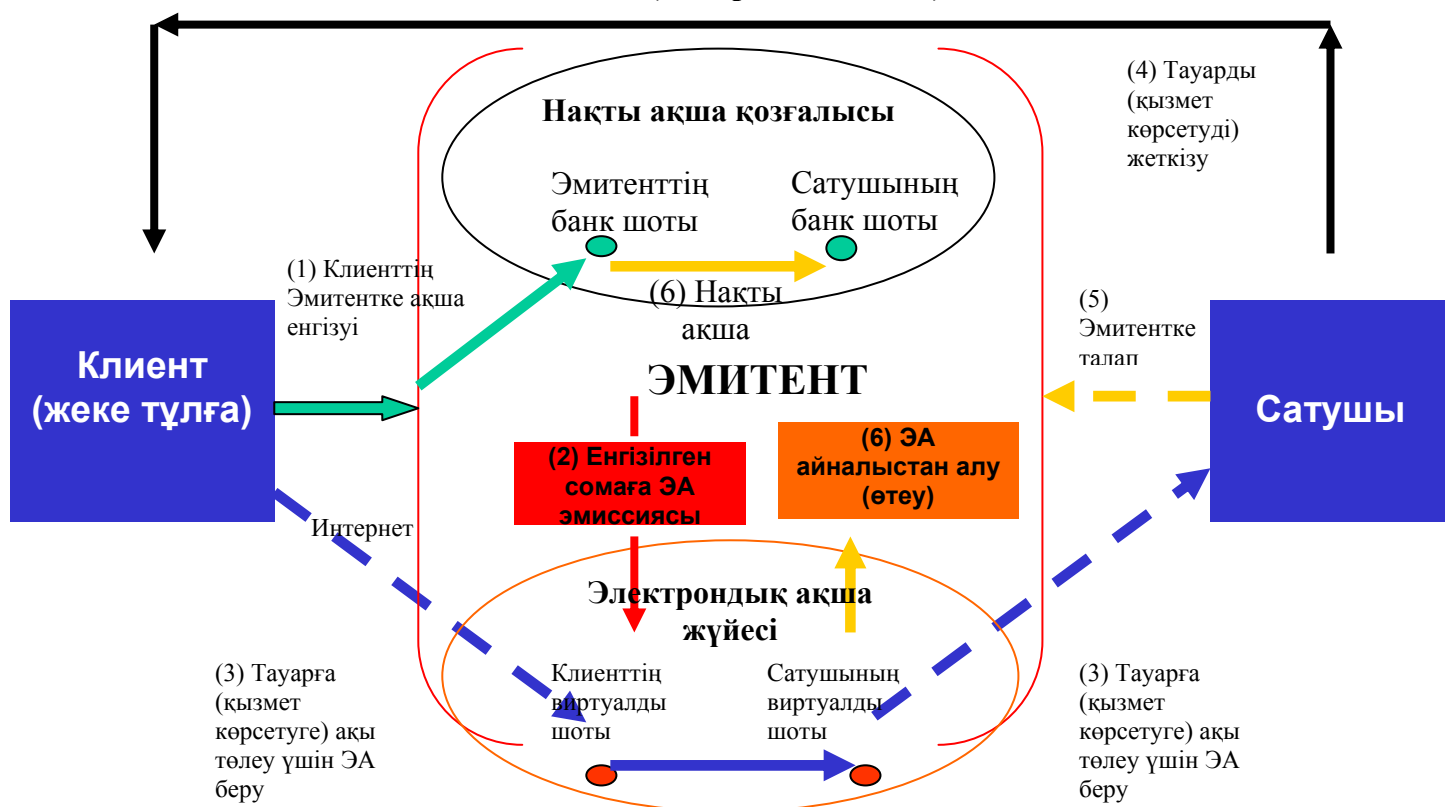 (4) Тауарды
(қызмет
көрсетуді)
жеткізу
Нақты ақша қозғалысы
Эмитенттің
банк шоты
Сатушының
банк шоты
(1) Клиенттің
Эмитентке ақша
енгізуі
(6) Нақты
ақша
(5)
Эмитентке
талап
Клиент
(жеке тұлға)
ЭМИТЕНТ
Сатушы
(2) Енгізілген
сомаға ЭА
эмиссиясы
(6) ЭА
айналыстан алу
(өтеу)
Интернет
Электрондық ақша
жүйесі
(3) Тауарға
(қызмет
көрсетуге) ақы
төлеу үшін ЭА
беру
Клиенттің
виртуалды
шоты
Сатушының
виртуалды
шоты
(3) Тауарға
(қызмет
көрсетуге) ақы
төлеу үшін ЭА
беру